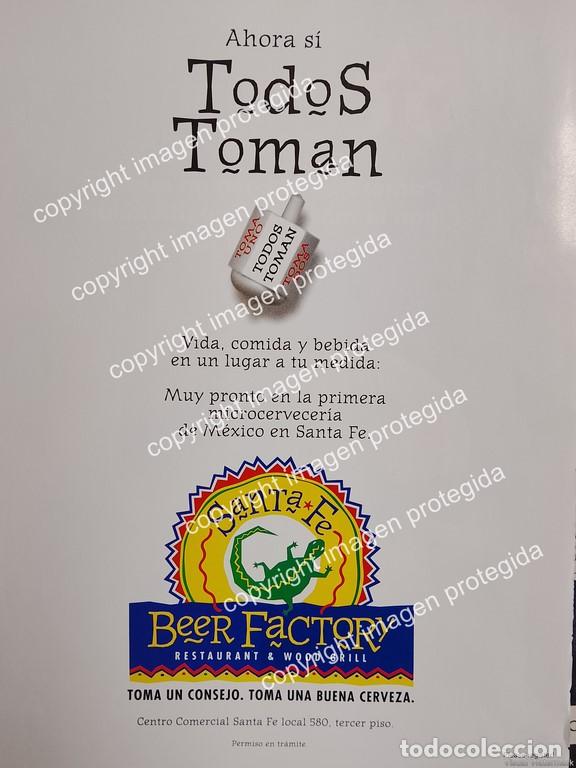 Ahora sí
Todos
Toman
TOMA UNO
TODOS TOMAN
TOMA DOS
Vida, comida y bebida
en un lugar a tu medida:
Muy pronto en la primera
microcervecería
de México en Santa Fe.
Santa Fe
Beer Factory
RESTAURANT & WOOD GRILL
TOMA UN CONSEJO. TOMA UNA BUENA CERVEZA.
Centro Comercial Santa Fe local 580, tercer piso.
Permiso en trámite
copyright imagen protegida
copyright imagen protegida
copyright imagen protegida
copyright imagen protegida
copyright imagen protegida
copyright imagen protegida
copyright imagen protegida
todocoleccion